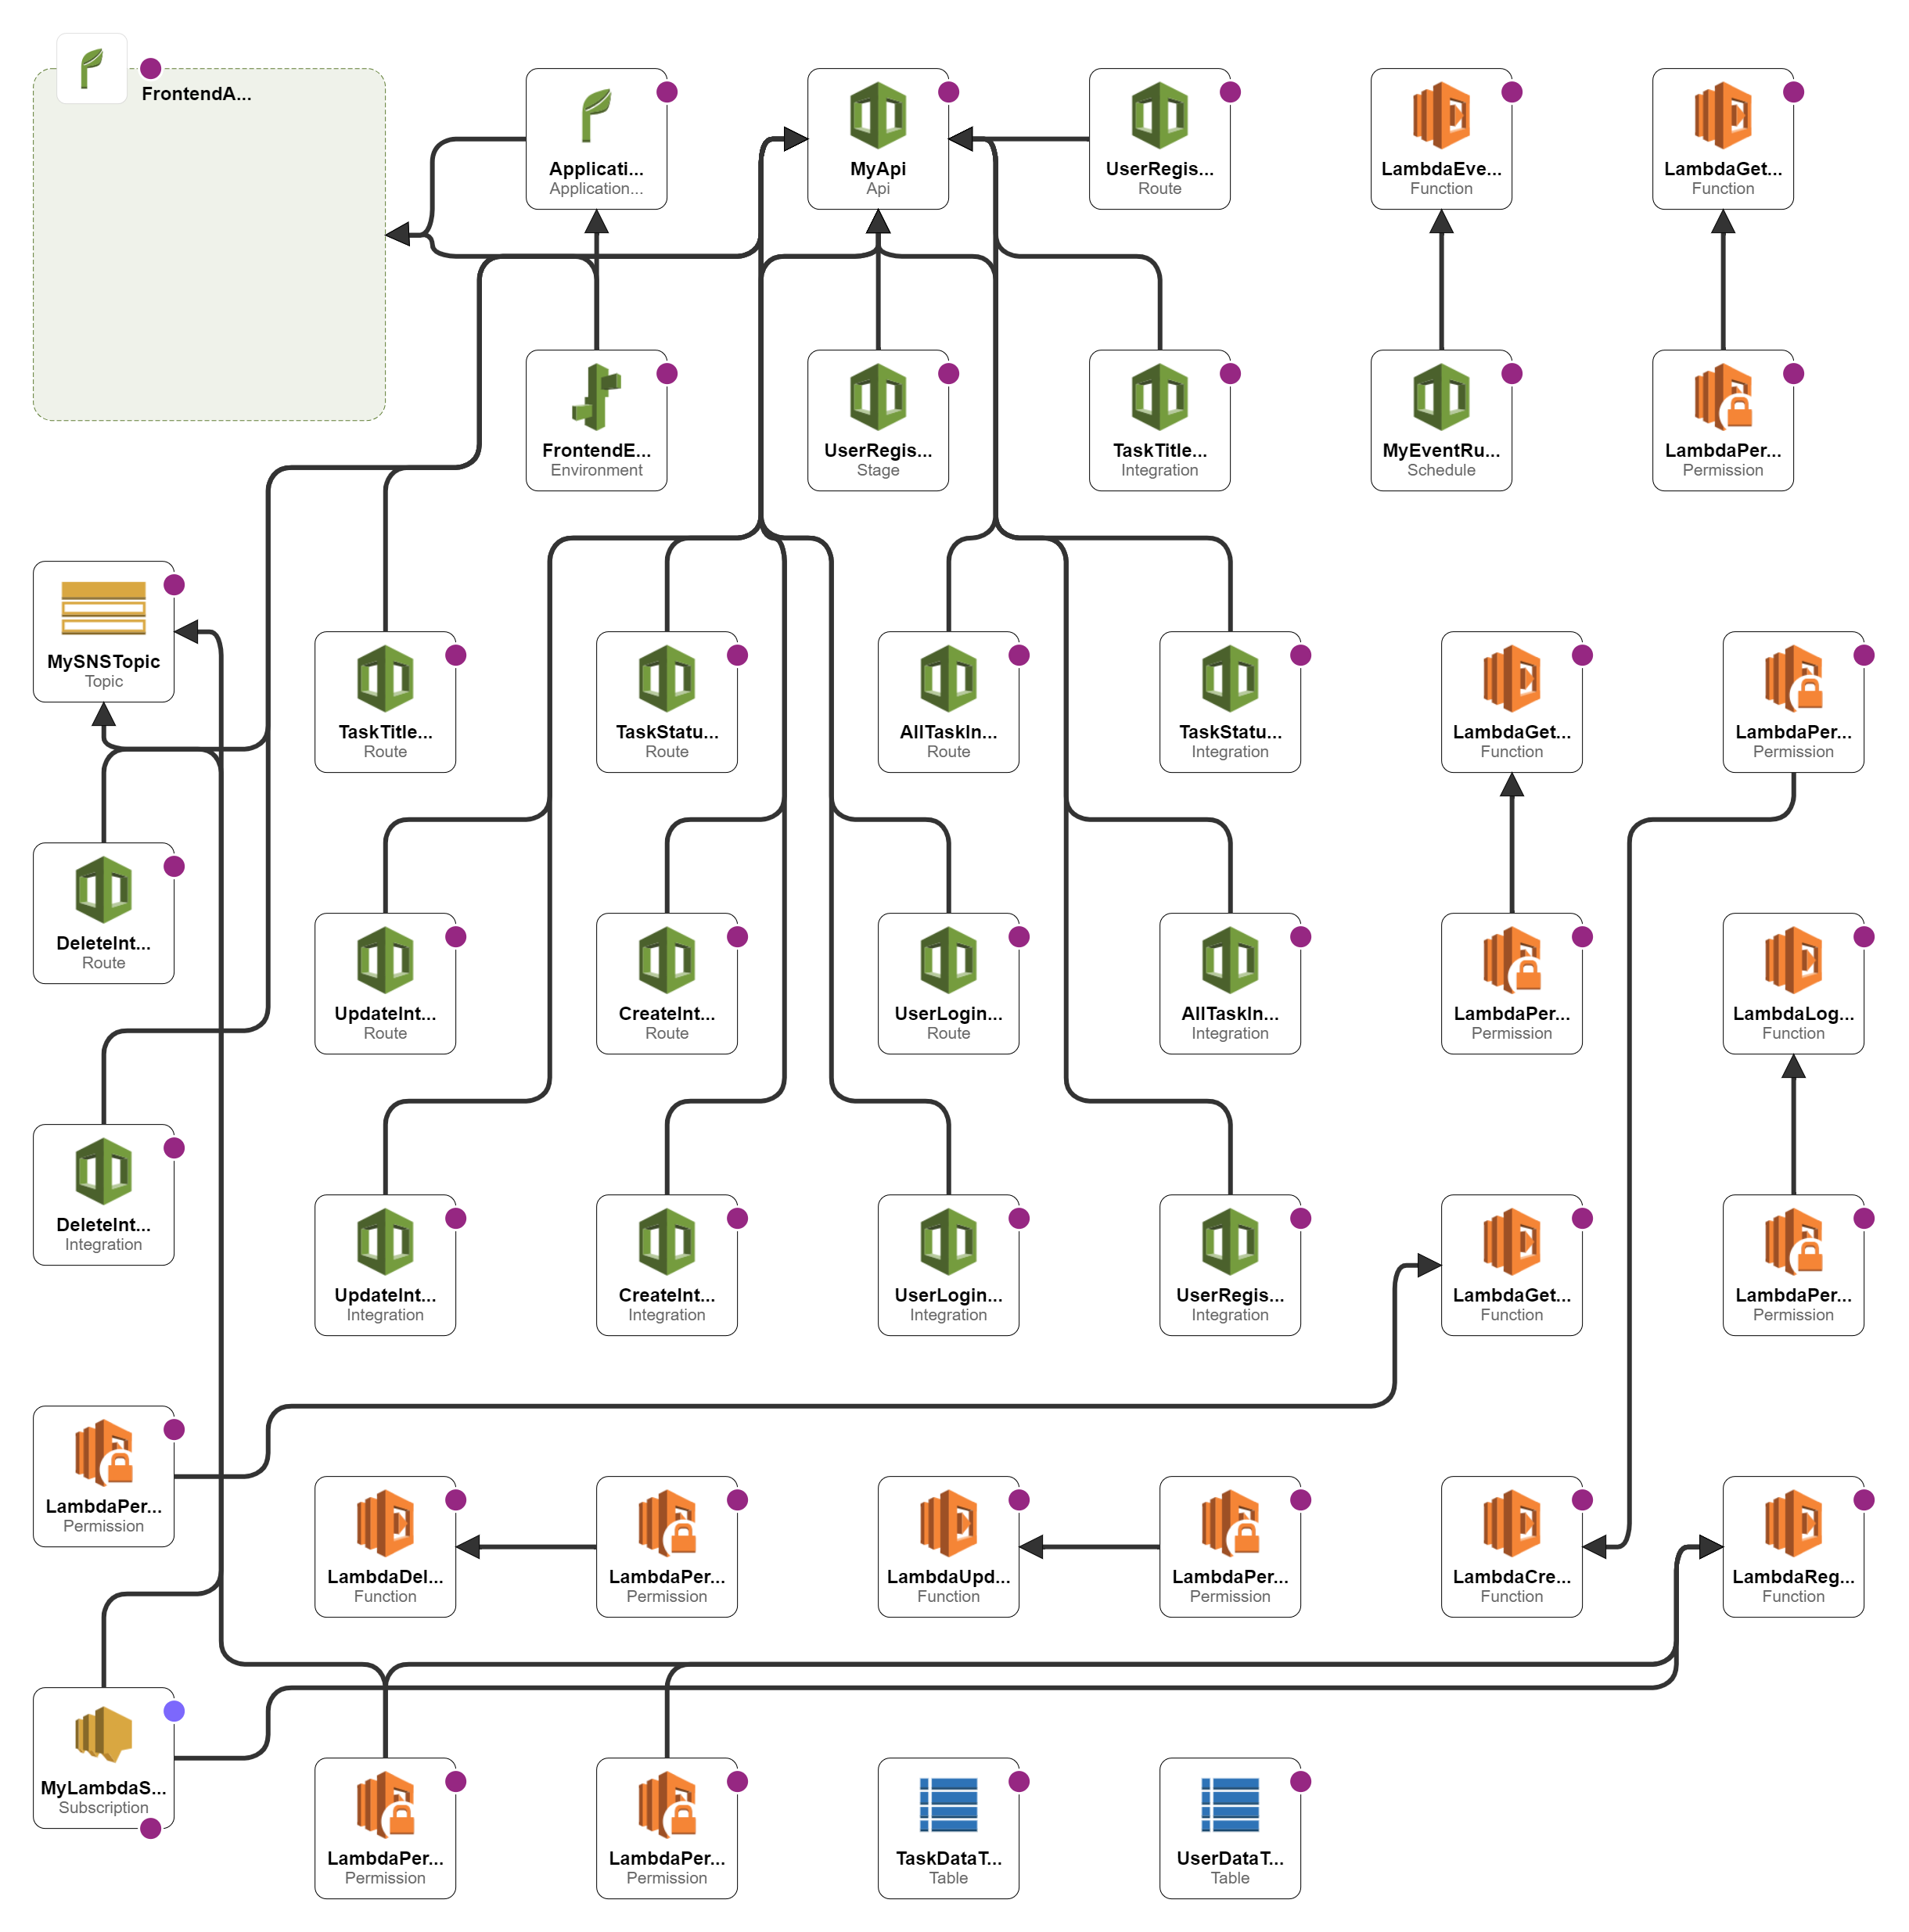 FrontendA...
Applicati...
Application...
MyApi
Api
UserRegis...
Route
LambdaEve...
Function
LambdaGet...
Function
FrontendE...
Environment
UserRegis...
Stage
TaskTitle...
Integration
MyEventRu...
Schedule
LambdaPer...
Permission
MySNSTopic
Topic
TaskTitle...
Route
TaskStatu...
Route
AllTaskIn...
Route
TaskStatu...
Integration
LambdaGet...
Function
LambdaPer...
Permission
DeleteInt...
Route
UpdateInt...
Route
CreateInt...
Route
UserLogin...
Route
AllTaskIn...
Integration
LambdaPer...
Permission
LambdaLog...
Function
DeleteInt...
Integration
UpdateInt...
Integration
CreateInt...
Integration
UserLogin...
Integration
UserRegis...
Integration
LambdaGet...
Function
LambdaPer...
Permission
LambdaPer...
Permission
LambdaDel...
Function
LambdaPer...
Permission
LambdaUpd...
Function
LambdaPer...
Permission
LambdaCre...
Function
LambdaReg...
Function
MyLambdaS...
Subscription
LambdaPer...
Permission
LambdaPer...
Permission
TaskDataT...
Table
UserDataT...
Table